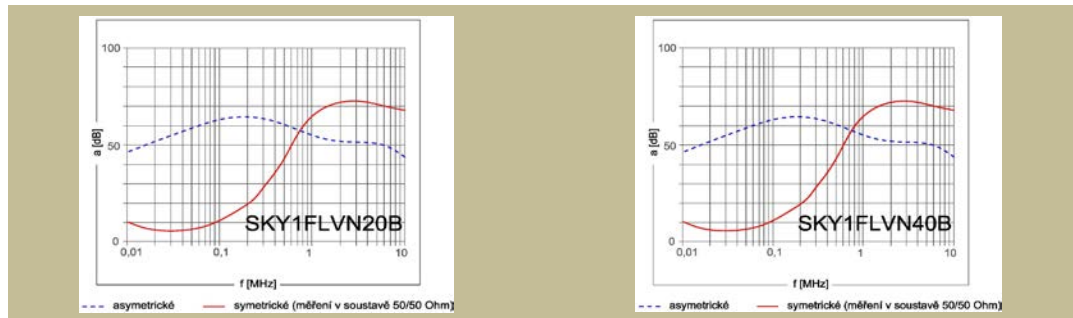 100
a [dB]
50
0
SKY1FLVN20B
0,01 0,1 1 10
f [MHz]
asymetrické symetrické (měření v soustavě 50/50 Ohm)
100
a [dB]
50
0
SKY1FLVN40B
0,01 0,1 1 10
f [MHz]
asymetrické symetrické (měření v soustavě 50/50 Ohm)